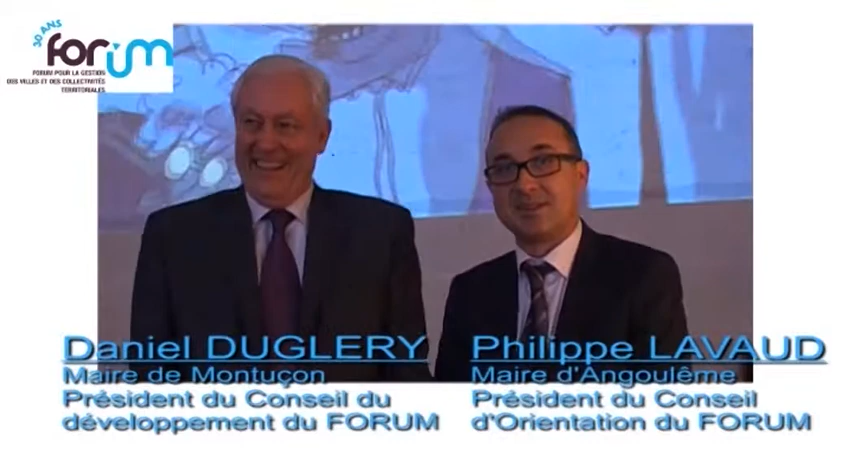 30 ANS
forum
FORUM POUR LA GESTION
DES VILLES ET DES COLLECTIVITÉS
TERRITORIALES
Daniel DUGLERY
Maire de Montuçon
Président du Conseil du
développement du FORUM
Philippe LAVAUD
Maire d'Angoulême
Président du Conseil
d'Orientation du FORUM